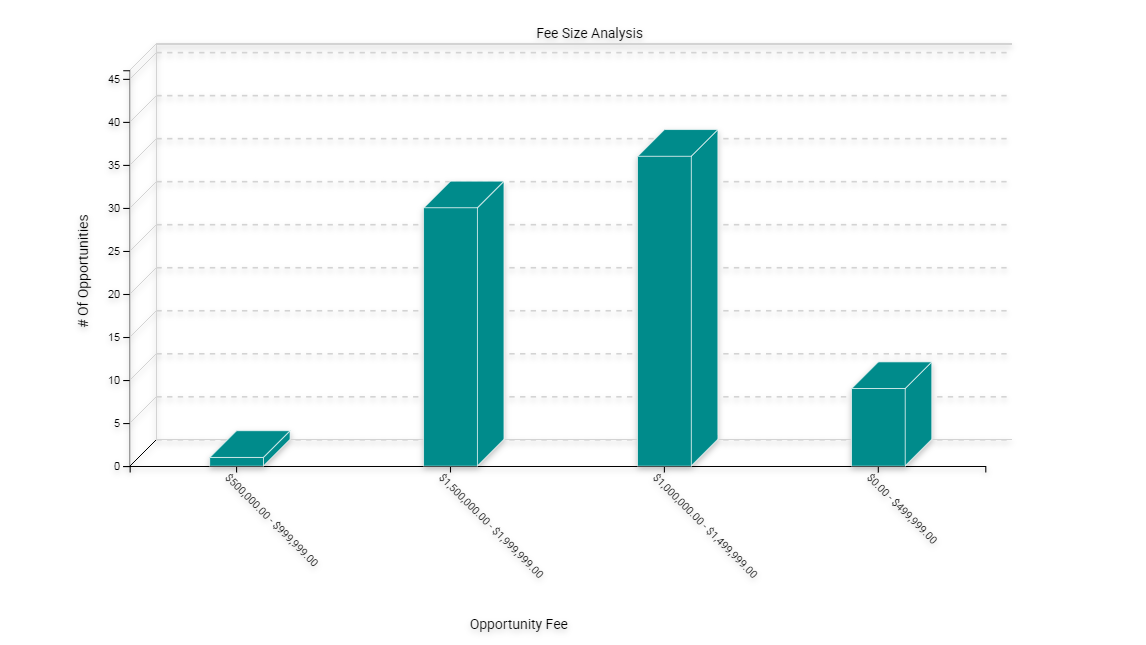 Fee Size Analysis
45
40
35
30
25
20
15
10
5
0
# Of Opportunities
$500,000.00 - $999,999.00
$1,500,000.00 - $1,999,999.00
$1,000,000.00 - $1,499,999.00
$0.00 - $499,999.00
Opportunity Fee